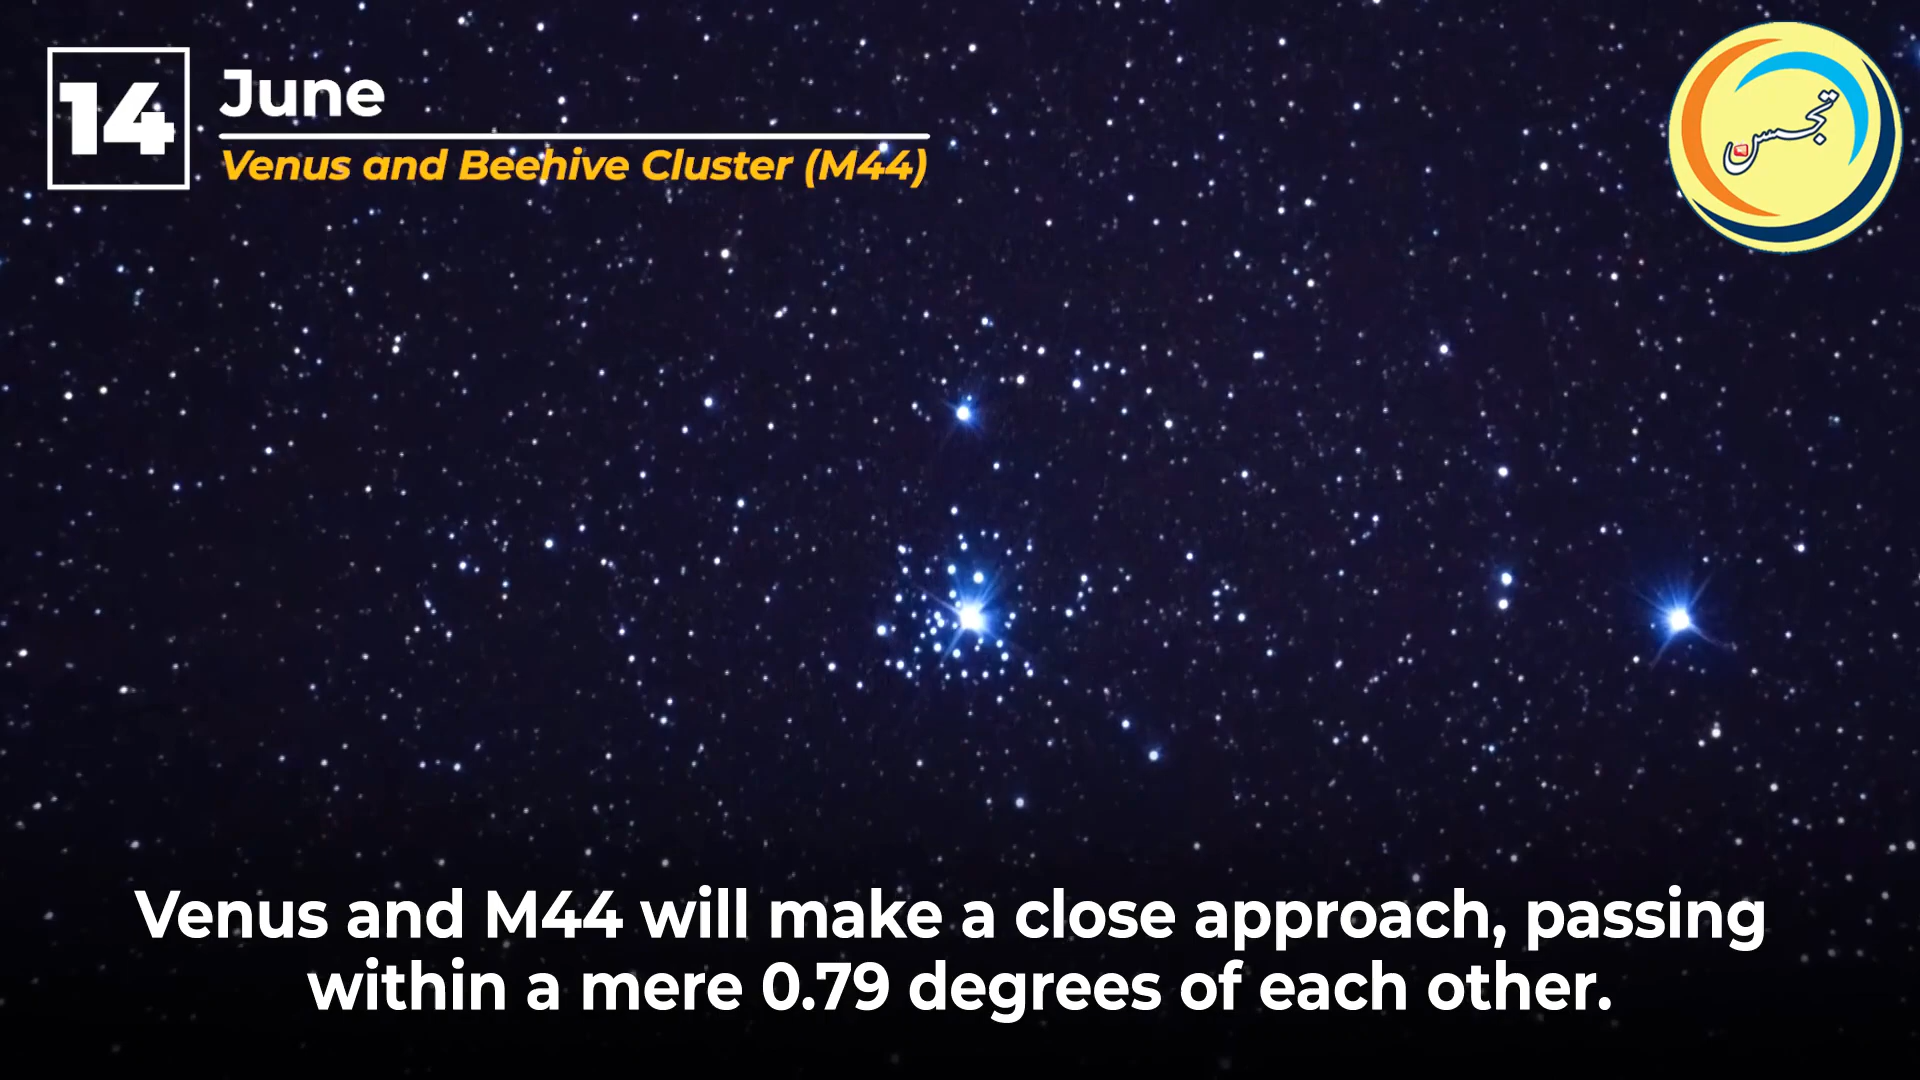 14
June
Venus and Beehive Cluster (M44)
تجسس
Venus and M44 will make a close approach, passing
within a mere 0.79 degrees of each other.